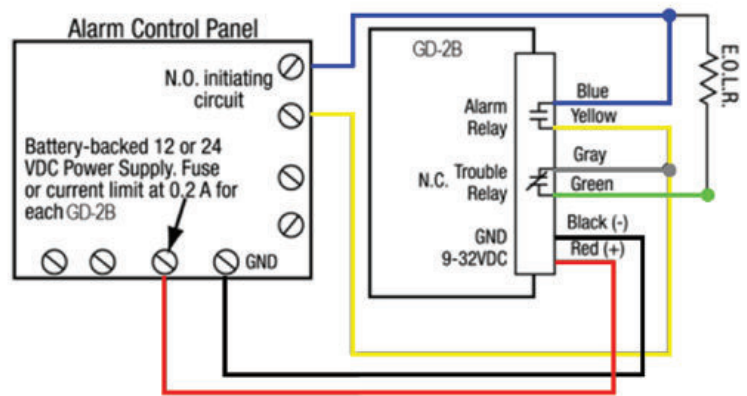 Alarm Control Panel
N.O. initiating
circuit
Battery-backed 12 or 24
VDC Power Supply. Fuse
or current limit at 0.2 A for
each GD-2B
GND
GD-2B
Alarm
Relay
Blue
Yellow
N.C. Trouble
Relay
Gray
Green
GND
9-32VDC
Black (-)
Red (+)
E.O.L.R.